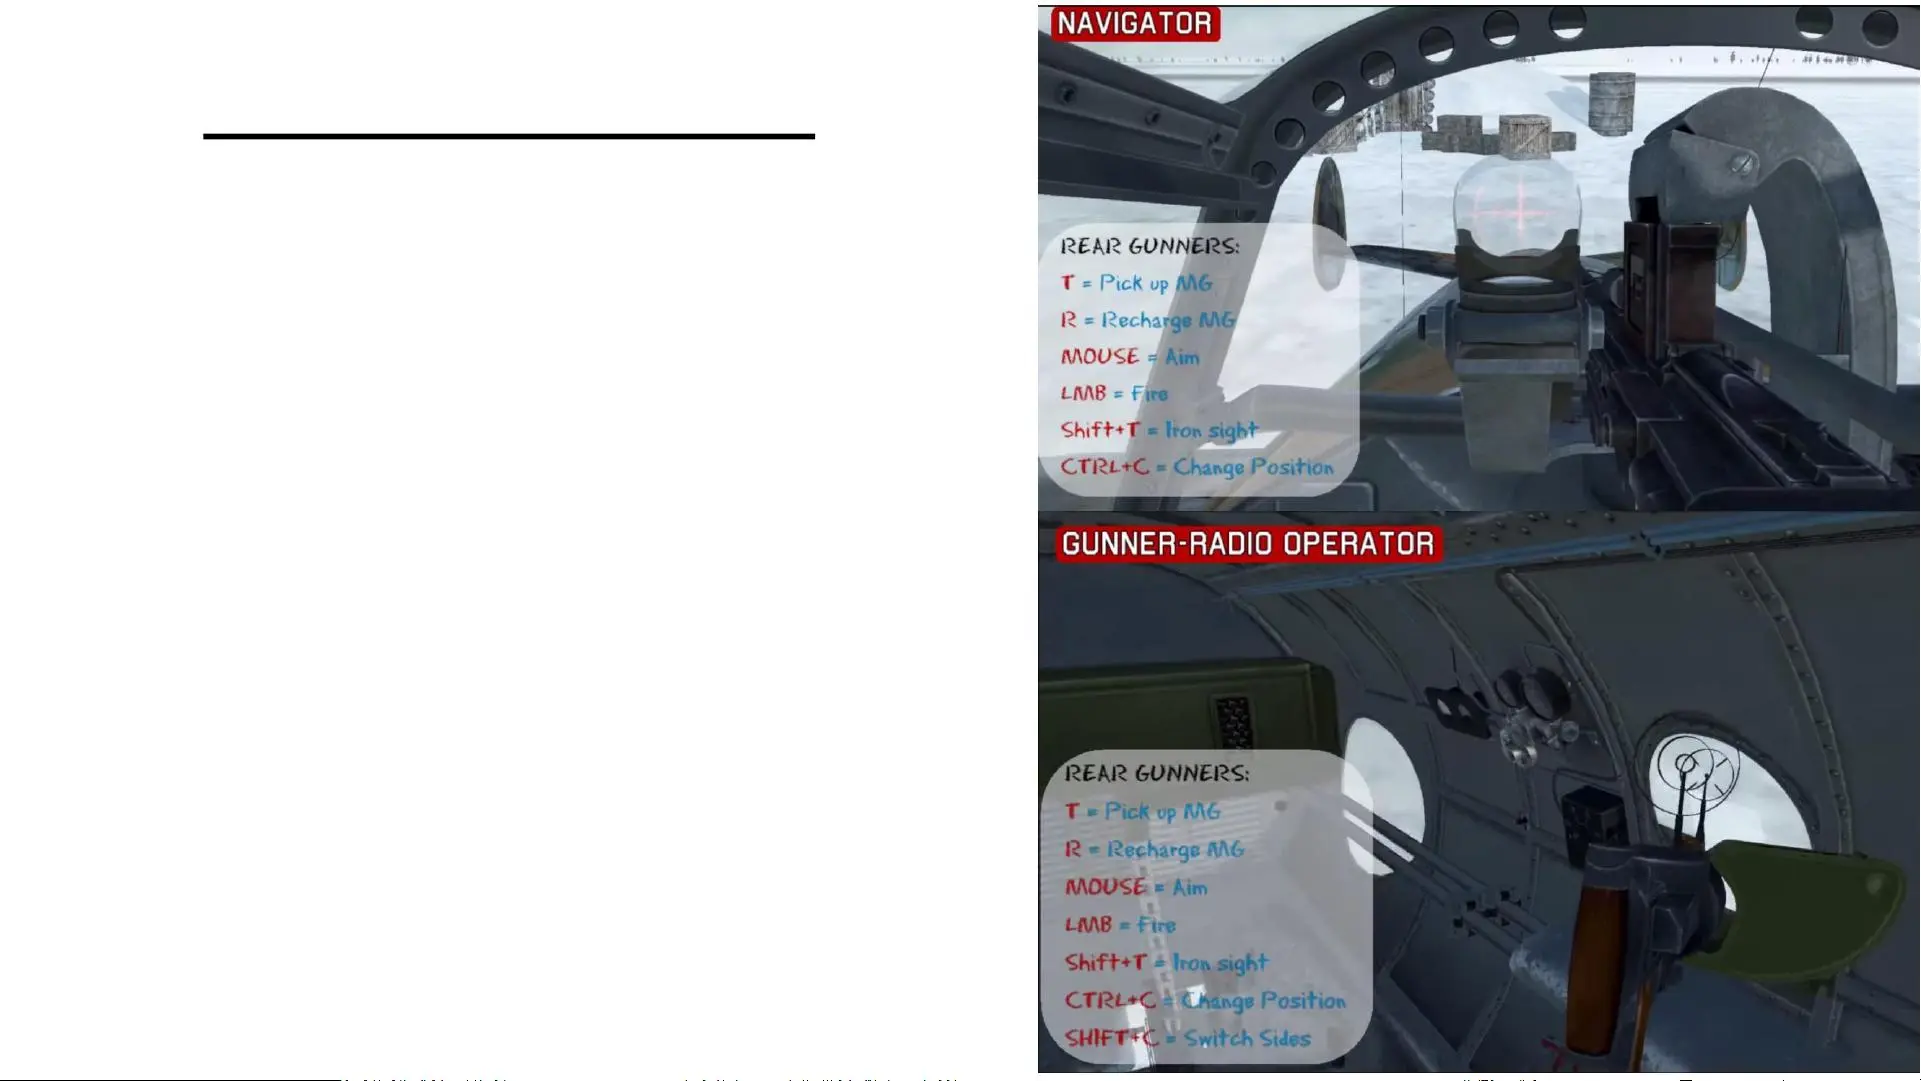 NAVIGATOR
REAR GUNNERS:
T = Pick up MG
R = Recharge MG
MOUSE = Aim
LMB = Fire
Shift+T = Iron sight
CTRL+C = Change Position
GUNNER-RADIO OPERATOR
REAR GUNNERS:
T = Pick up MG
R = Recharge MG
MOUSE = Aim
LMB = Fire
Shift+T = Iron sight
CTRL+C = Change Position
SHIFT+C = Switch Sides